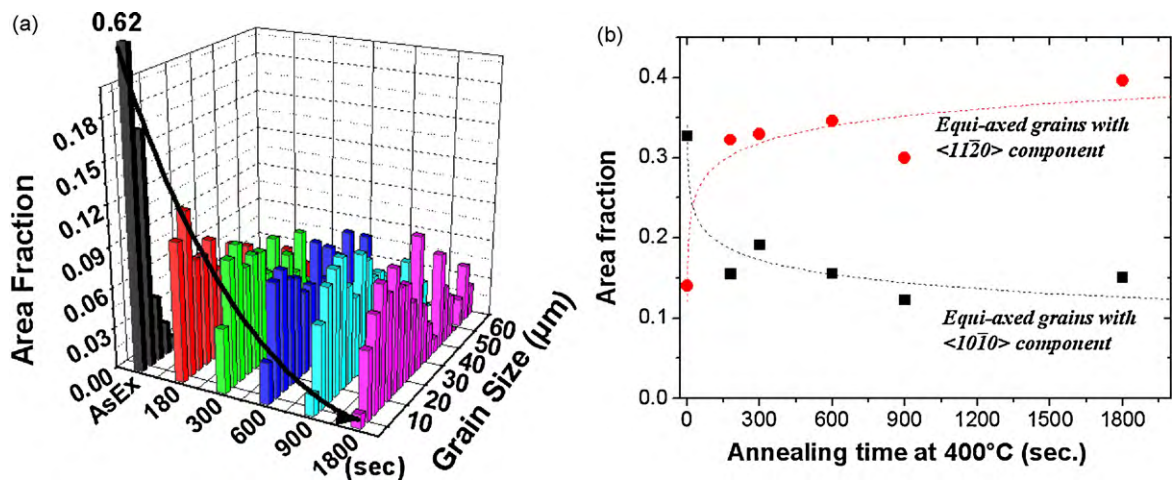 (a)
0.62
0.18
0.15
0.12
0.09
0.06
0.03
0.00
Area Fraction
AsEx
180
300
600
900
1800
(sec)
10
20
30
40
50
60
Grain Size (μm)
(b)
0.4
0.3
0.2
0.1
0.0
Area fraction
Equi-axed grains with
<112̄0> component
Equi-axed grains with
<101̄0> component
0 300 600 900 1200 1500 1800
Annealing time at 400°C (sec.)